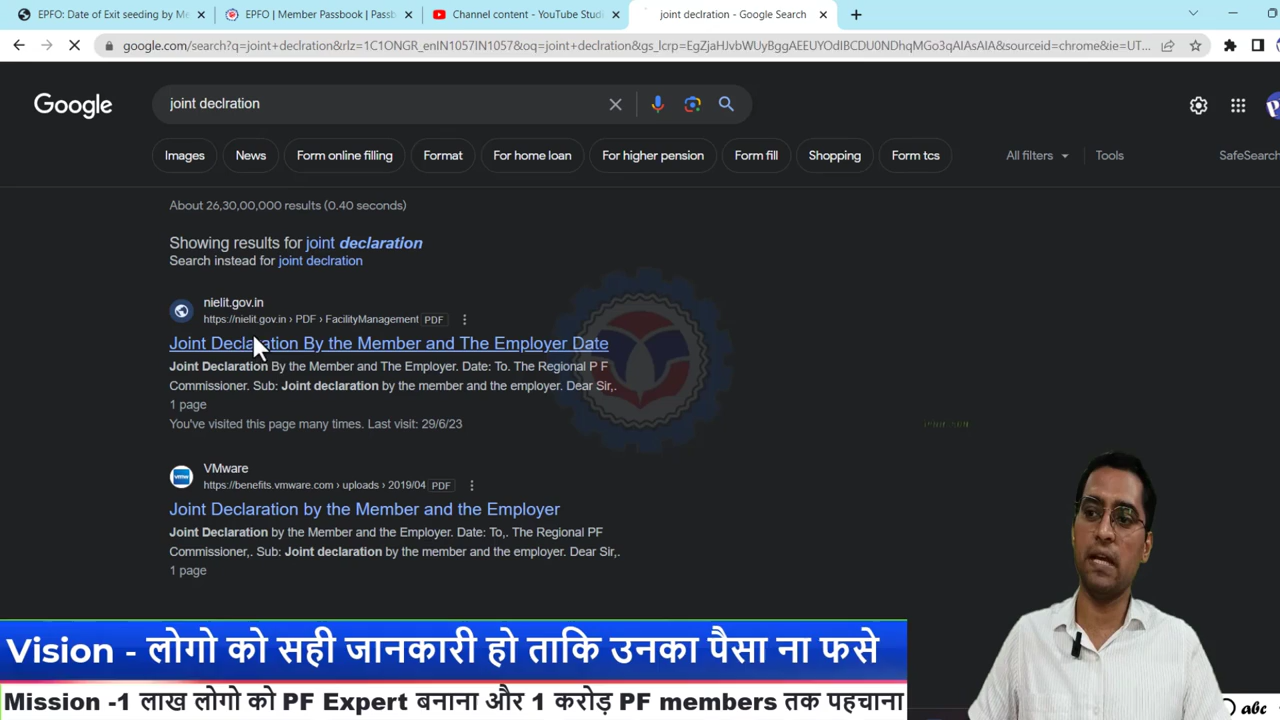 EPFO: Date of Exit seeding by Me
EPFO | Member Passbook | Passb
Channel content - YouTube Studi
joint declration - Google Search
google.com/search?q=joint+declration&rlz=1C1ONGR_enIN1057IN1057&oq=joint+declration&gs_lcrp=EgZjaHJvbWUyBggAEEUYOdIBCDU0NDhqMGo3qAIAsAIA&sourceid=chrome&ie=UT...
Google
joint declration
Images
News
Form online filling
Format
For home loan
For higher pension
Form fill
Shopping
Form tcs
All filters
Tools
SafeSearch
About 26,30,00,000 results (0.40 seconds)
Showing results for joint declaration
Search instead for joint declration
nielit.gov.in
https://nielit.gov.in › PDF › FacilityManagement PDF
Joint Declaration By the Member and The Employer Date
Joint Declaration By the Member and The Employer. Date: To. The Regional P F
Commissioner. Sub: Joint declaration by the member and the employer. Dear Sir,.
1 page
You've visited this page many times. Last visit: 29/6/23
VMware
https://benefits.vmware.com › uploads › 2019/04 PDF
Joint Declaration by the Member and the Employer
Joint Declaration by the Member and the Employer. Date: To,. The Regional PF
Commissioner,. Sub: Joint declaration by the member and the employer. Dear Sir,.
1 page
Vision - लोगो को सही जानकारी हो ताकि उनका पैसा ना फसे
Mission -1 लाख लोगो को PF Expert बनाना और 1 करोड़ PF members तक पहचाना
abc